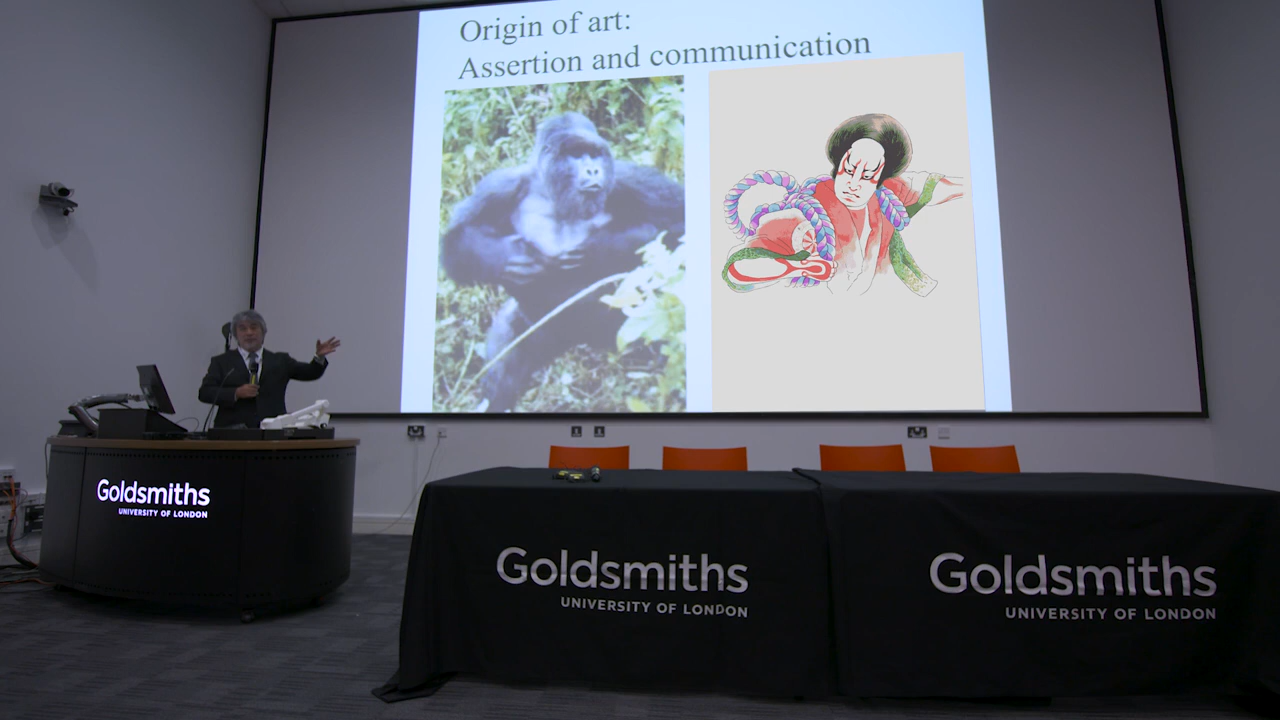 Origin of art:
Assertion and communication
Goldsmiths
UNIVERSITY OF LONDON
Goldsmiths
UNIVERSITY OF LONDON
Goldsmiths
UNIVERSITY OF LONDON